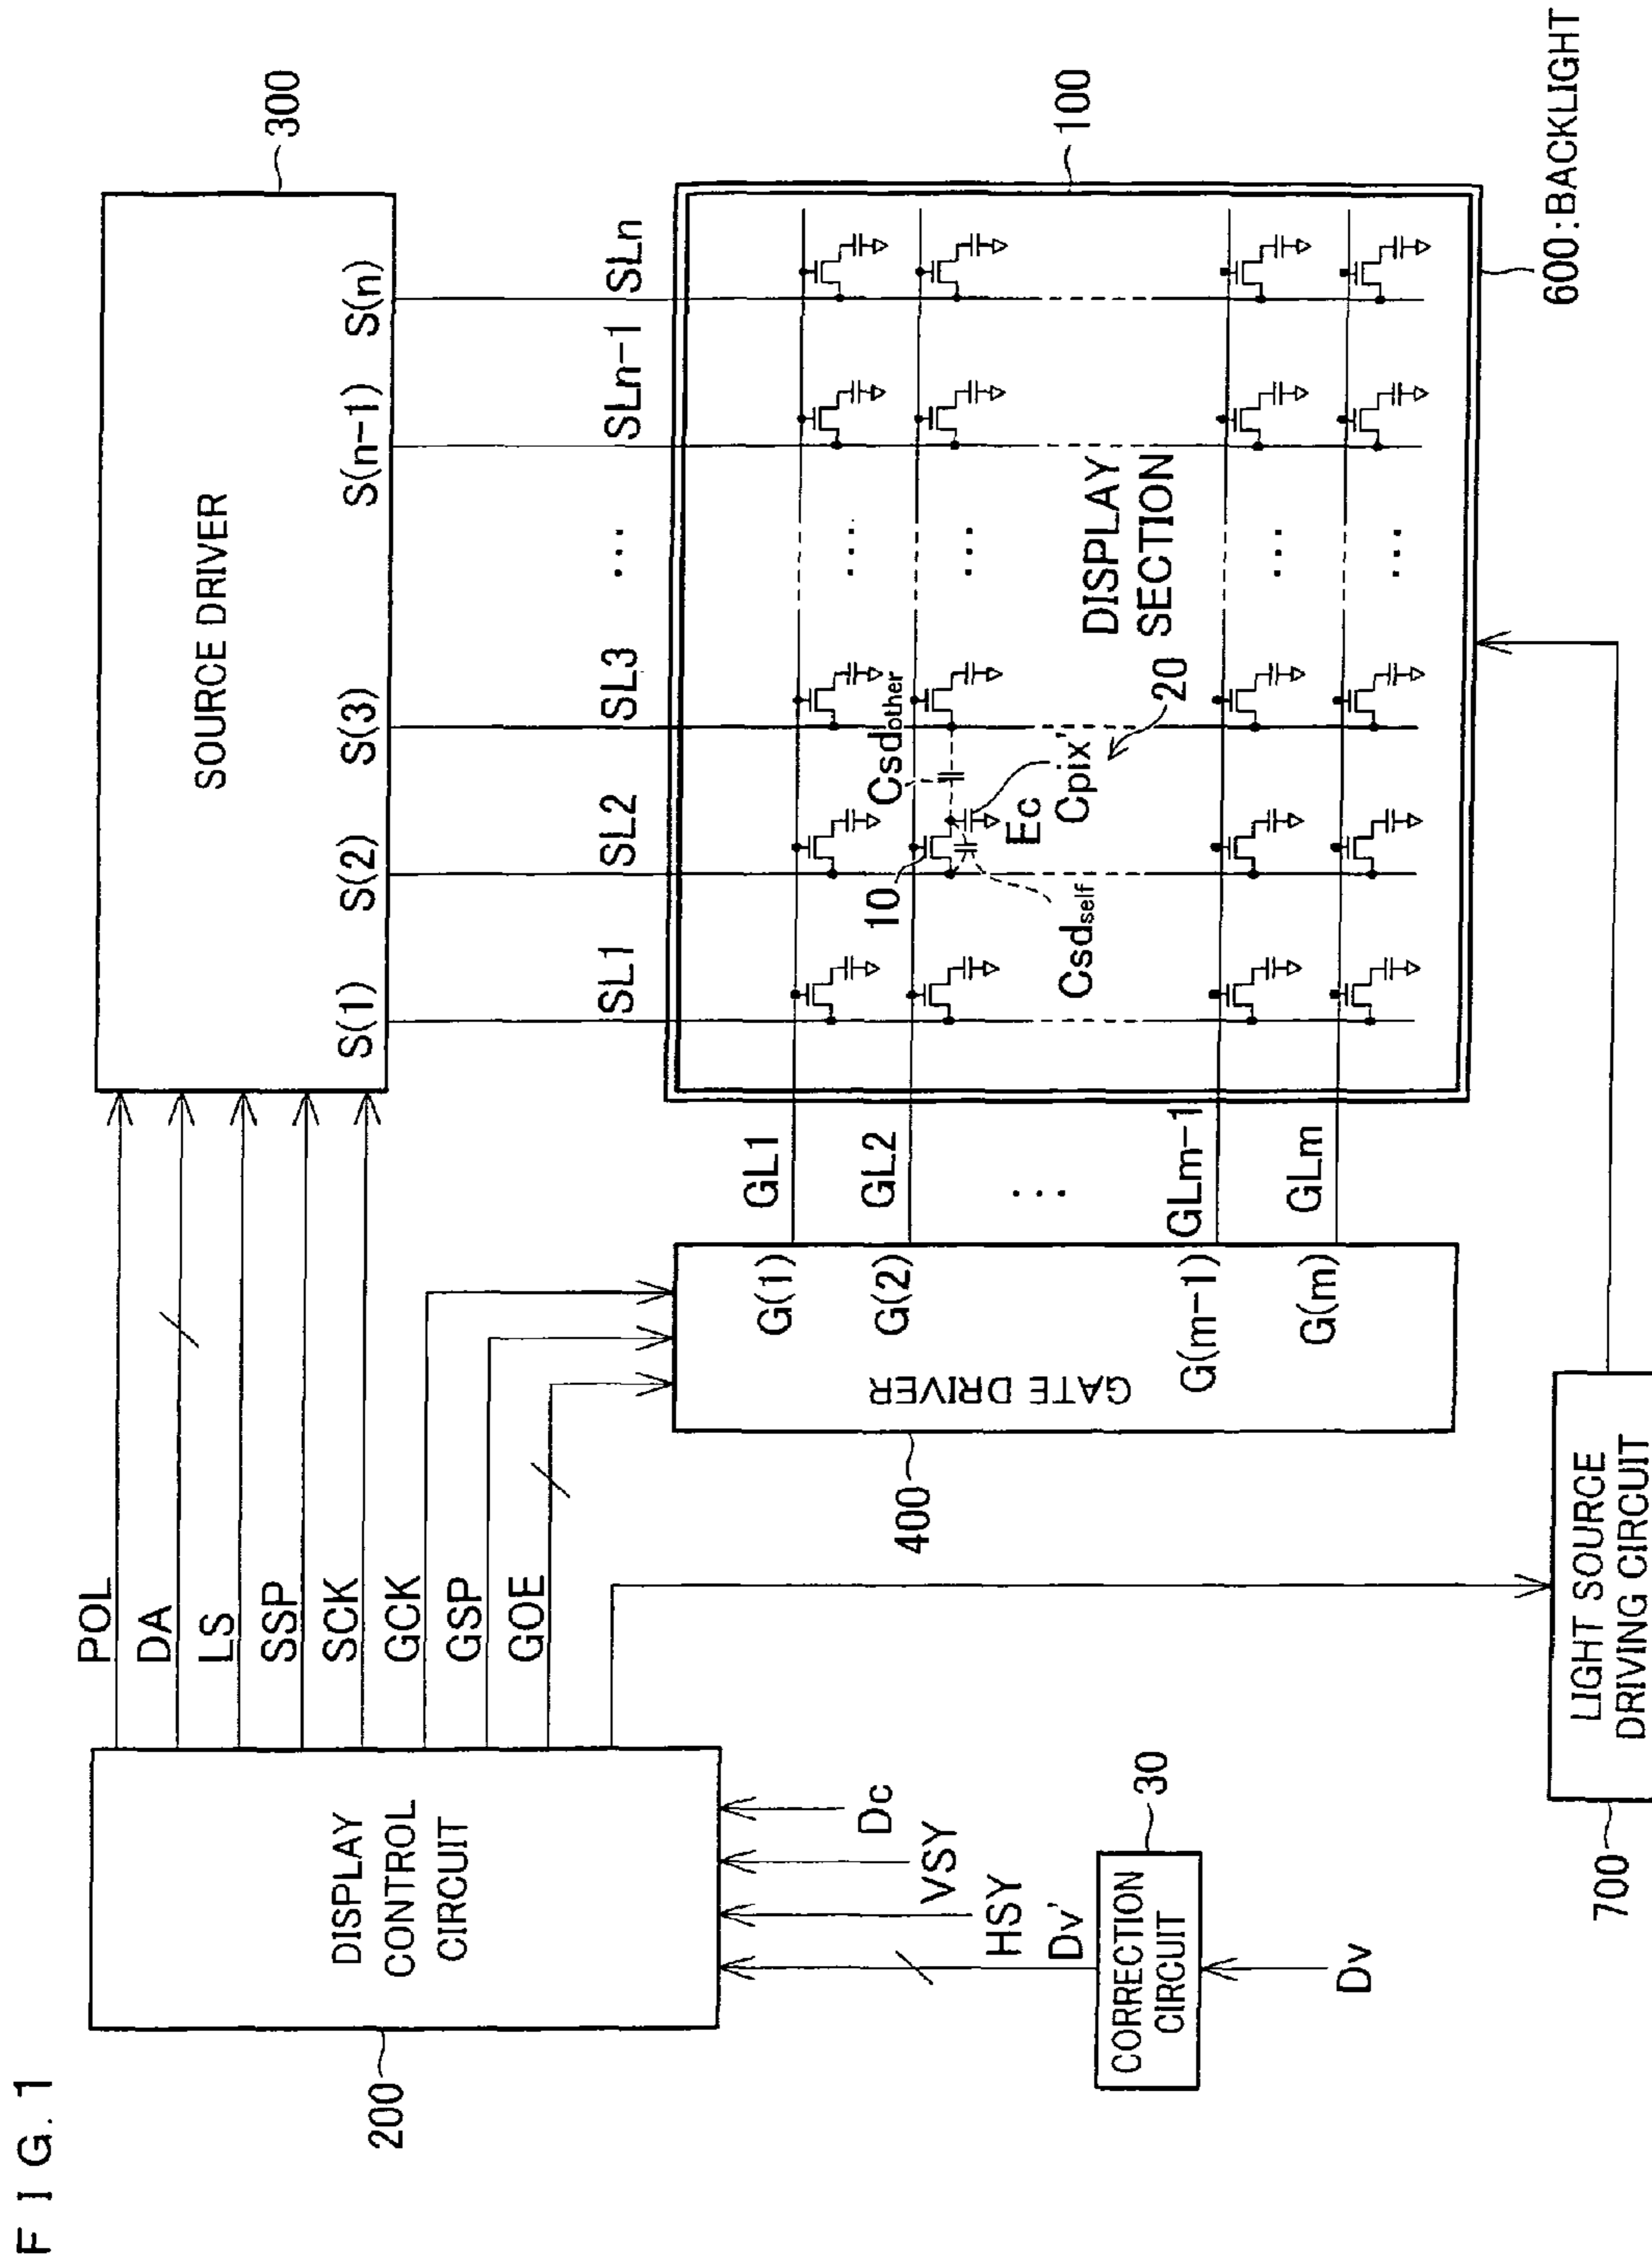 FIG.1
200
DISPLAY
CONTROL
CIRCUIT
POL
DA
LS
SSP
SCK
GCK
GSP
GOE
Dc
VSY
HSY
Dv'
30
CORRECTION
CIRCUIT
Dv
SOURCE DRIVER
300
S(1)
S(2)
S(3)
S(n-1)
S(n)
SL1
SL2
SL3
...
SLn-1
SLn
400
GATE DRIVER
G(1)
G(2)
G(m-1)
G(m)
GL1
GL2
...
GLm-1
GLm
100
10
Csdother
Csdself
Ec
Cpix'
20
DISPLAY
SECTION
...
...
...
...
600:BACKLIGHT
700
LIGHT SOURCE
DRIVING CIRCUIT